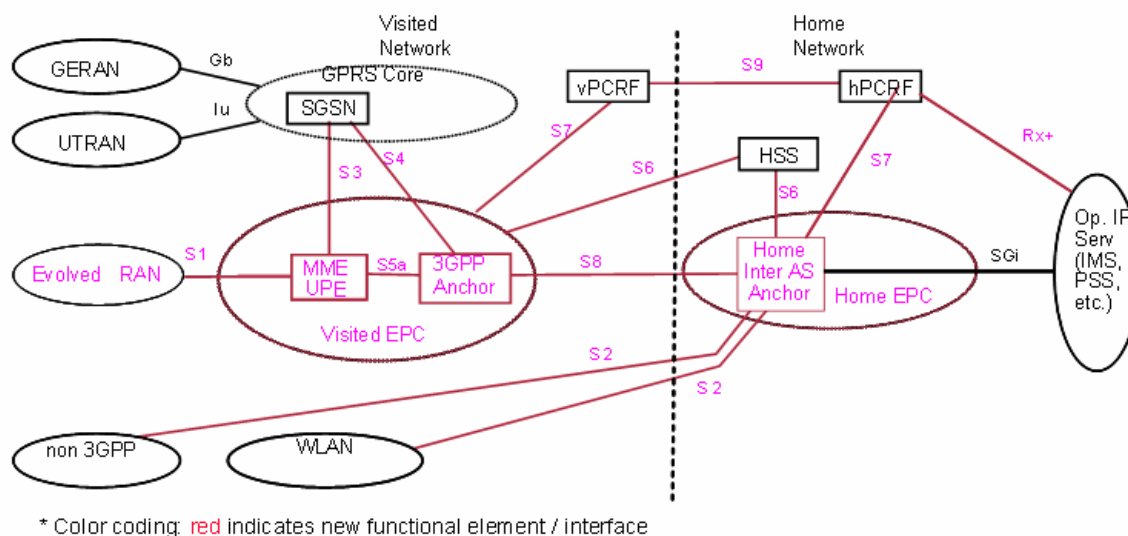 Visited
Network
Home
Network
GERAN
Gb
GPRS Core
SGSN
Iu
UTRAN
vPCRF
S9
hPCRF
S7
S3
S4
S6
HSS
S7
Rx+
S6
Evolved RAN
S1
MME
UPE
S5a
3GPP
Anchor
Visited EPC
S8
Home
Inter AS
Anchor
Home EPC
SGi
Op. IP
Serv
(IMS,
PSS,
etc.)
S2
S2
non 3GPP
WLAN
* Color coding: red indicates new functional element / interface